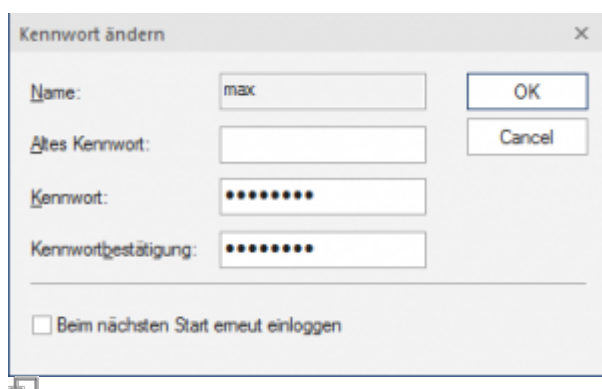 Kennwort ändern
Name: max OK
Altes Kennwort: Cancel
Kennwort: ••••••••
Kennwortbestätigung: ••••••••
Beim nächsten Start erneut einloggen